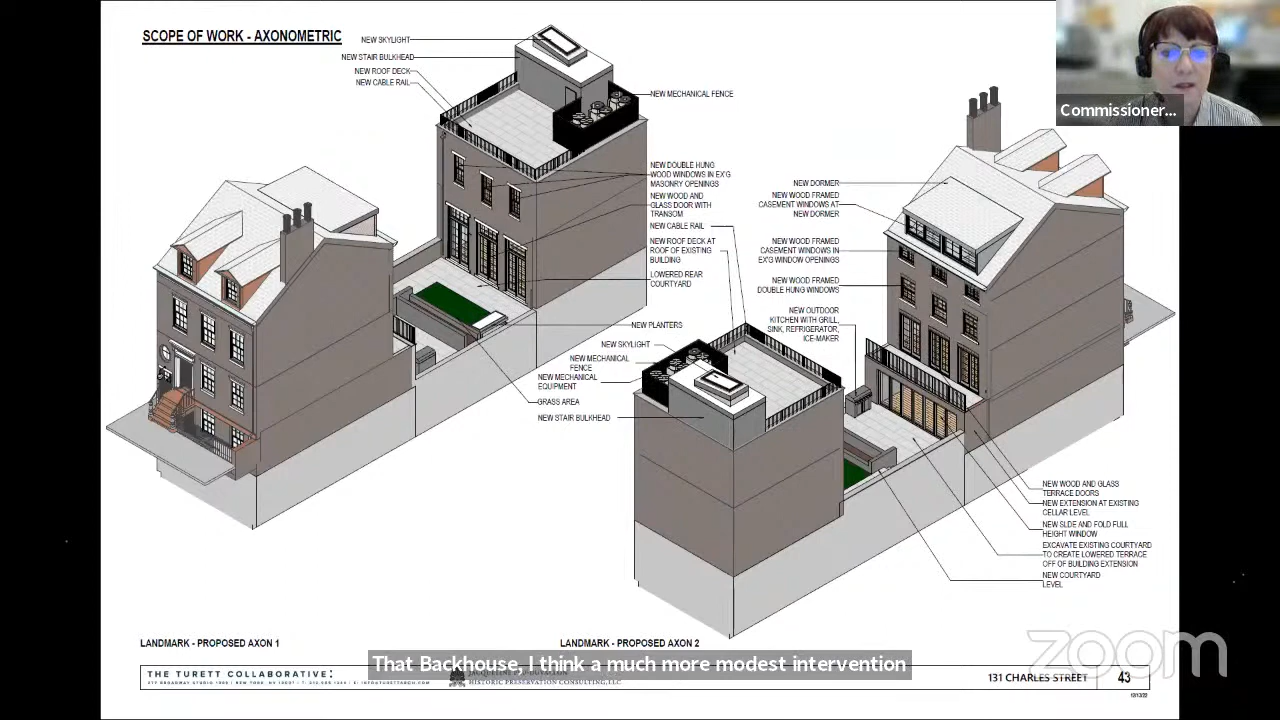 SCOPE OF WORK - AXONOMETRIC
NEW SKYLIGHT
NEW STAIR BULKHEAD
NEW ROOF DECK
NEW CABLE RAIL
NEW MECHANICAL FENCE
NEW DOUBLE HUNG
WOOD WINDOWS IN EX'G
MASONRY OPENINGS
NEW WOOD AND
GLASS DOOR WITH
TRANSOM
NEW CABLE RAIL
NEW ROOF DECK AT
ROOF OF EXISTING
BUILDING
LOWERED REAR
COURTYARD
NEW PLANTERS
NEW SKYLIGHT
NEW MECHANICAL
FENCE
NEW MECHANICAL
EQUIPMENT
GRASS AREA
NEW STAIR BULKHEAD
NEW DORMER
NEW WOOD FRAMED
CASEMENT WINDOWS AT
NEW DORMER
NEW WOOD FRAMED
CASEMENT WINDOWS IN
EX'G WINDOW OPENINGS
NEW WOOD FRAMED
DOUBLE HUNG WINDOWS
NEW OUTDOOR
KITCHEN WITH GRILL,
SINK, REFRIGERATOR,
ICE-MAKER
NEW WOOD AND GLASS
TERRACE DOORS
NEW EXTENSION AT EXISTING
CELLAR LEVEL
NEW SLDE AND FOLD FULL
HEIGHT WINDOW
EXCAVATE EXISTING COURTYARD
TO CREATE LOWERED TERRACE
OFF OF BUILDING EXTENSION
NEW COURTYARD
LEVEL
Commissioner...
LANDMARK - PROPOSED AXON 1
LANDMARK - PROPOSED AXON 2
That Backhouse, I think a much more modest intervention
THE TURETT COLLABORATIVE:
HISTORIC PRESERVATION CONSULTING, LLC
131 CHARLES STREET
43
zoom